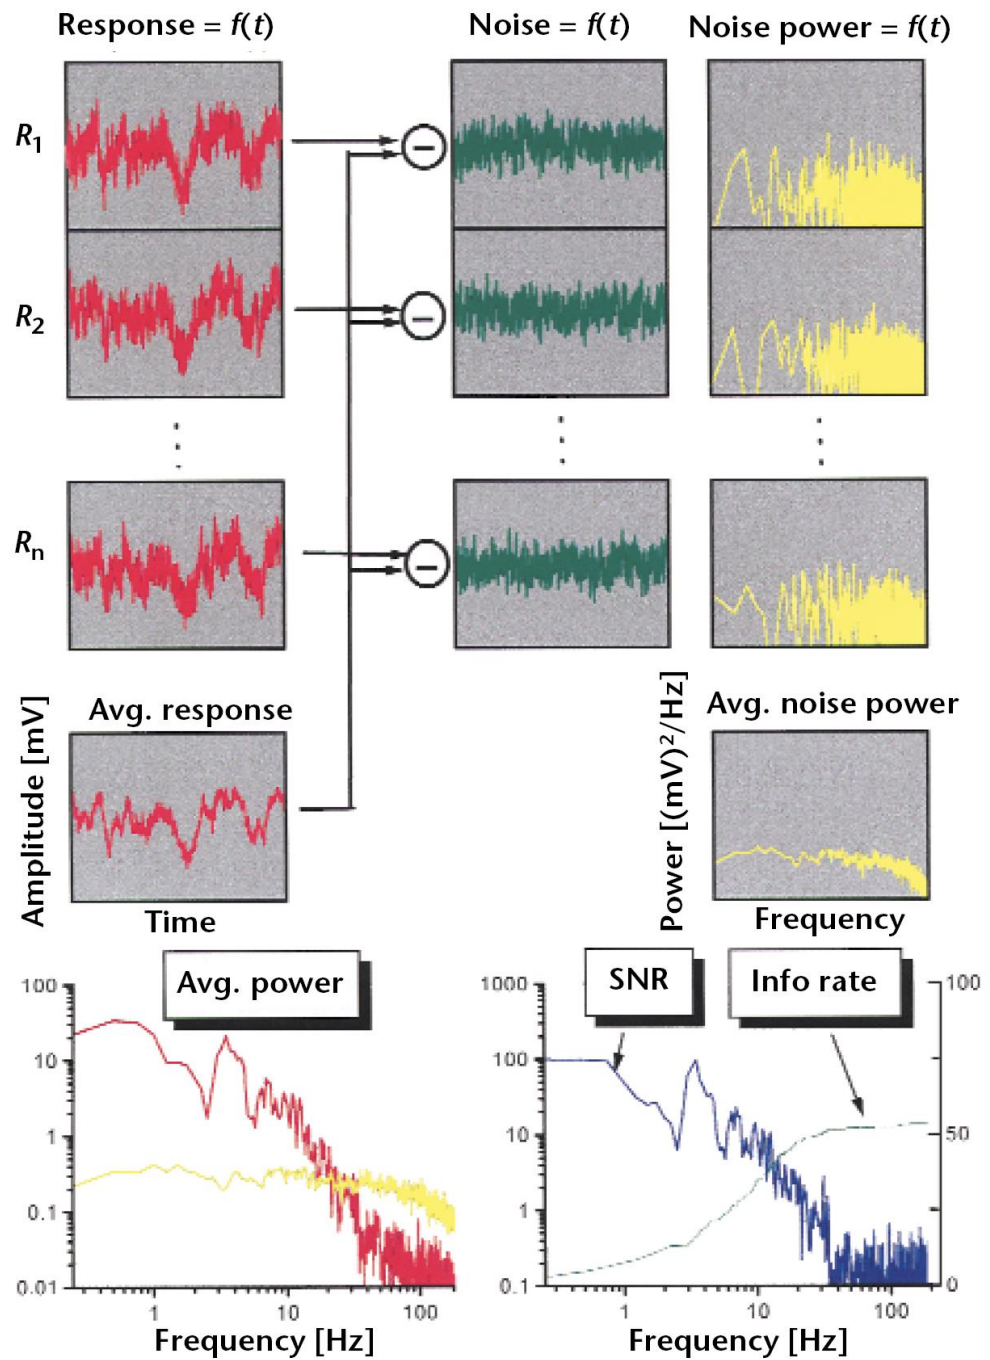 Response = f(t)
Noise = f(t)
Noise power = f(t)
R1
R2
Rn
−
−
−
Avg. response
Amplitude [mV]
Time
Avg. noise power
Power [(mV)²/Hz]
Frequency
Avg. power
100
10
1
0.1
0.01
1
10
100
Frequency [Hz]
SNR
Info rate
1000
100
10
1
0.1
100
50
0
1
10
100
Frequency [Hz]